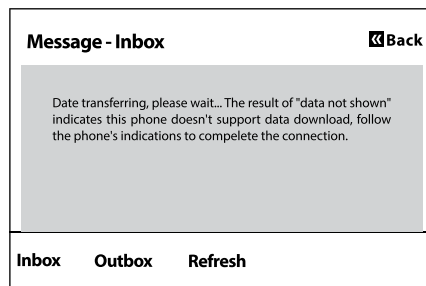 Message - Inbox
Back
Date transferring, please wait... The result of "data not shown"
indicates this phone doesn't support data download, follow
the phone's indications to compelete the connection.
Inbox Outbox Refresh